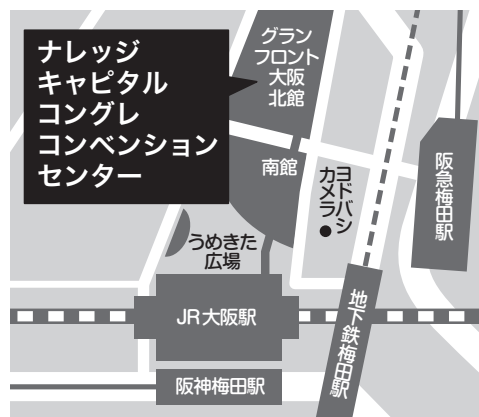 ナレッジ
キャピタル
コングレ
コンベンション
センター
グラン
フロント
大阪
北館
南館
ヨドバシ
カメラ
阪急梅田駅
うめきた
広場
JR大阪駅
地下鉄梅田駅
阪神梅田駅